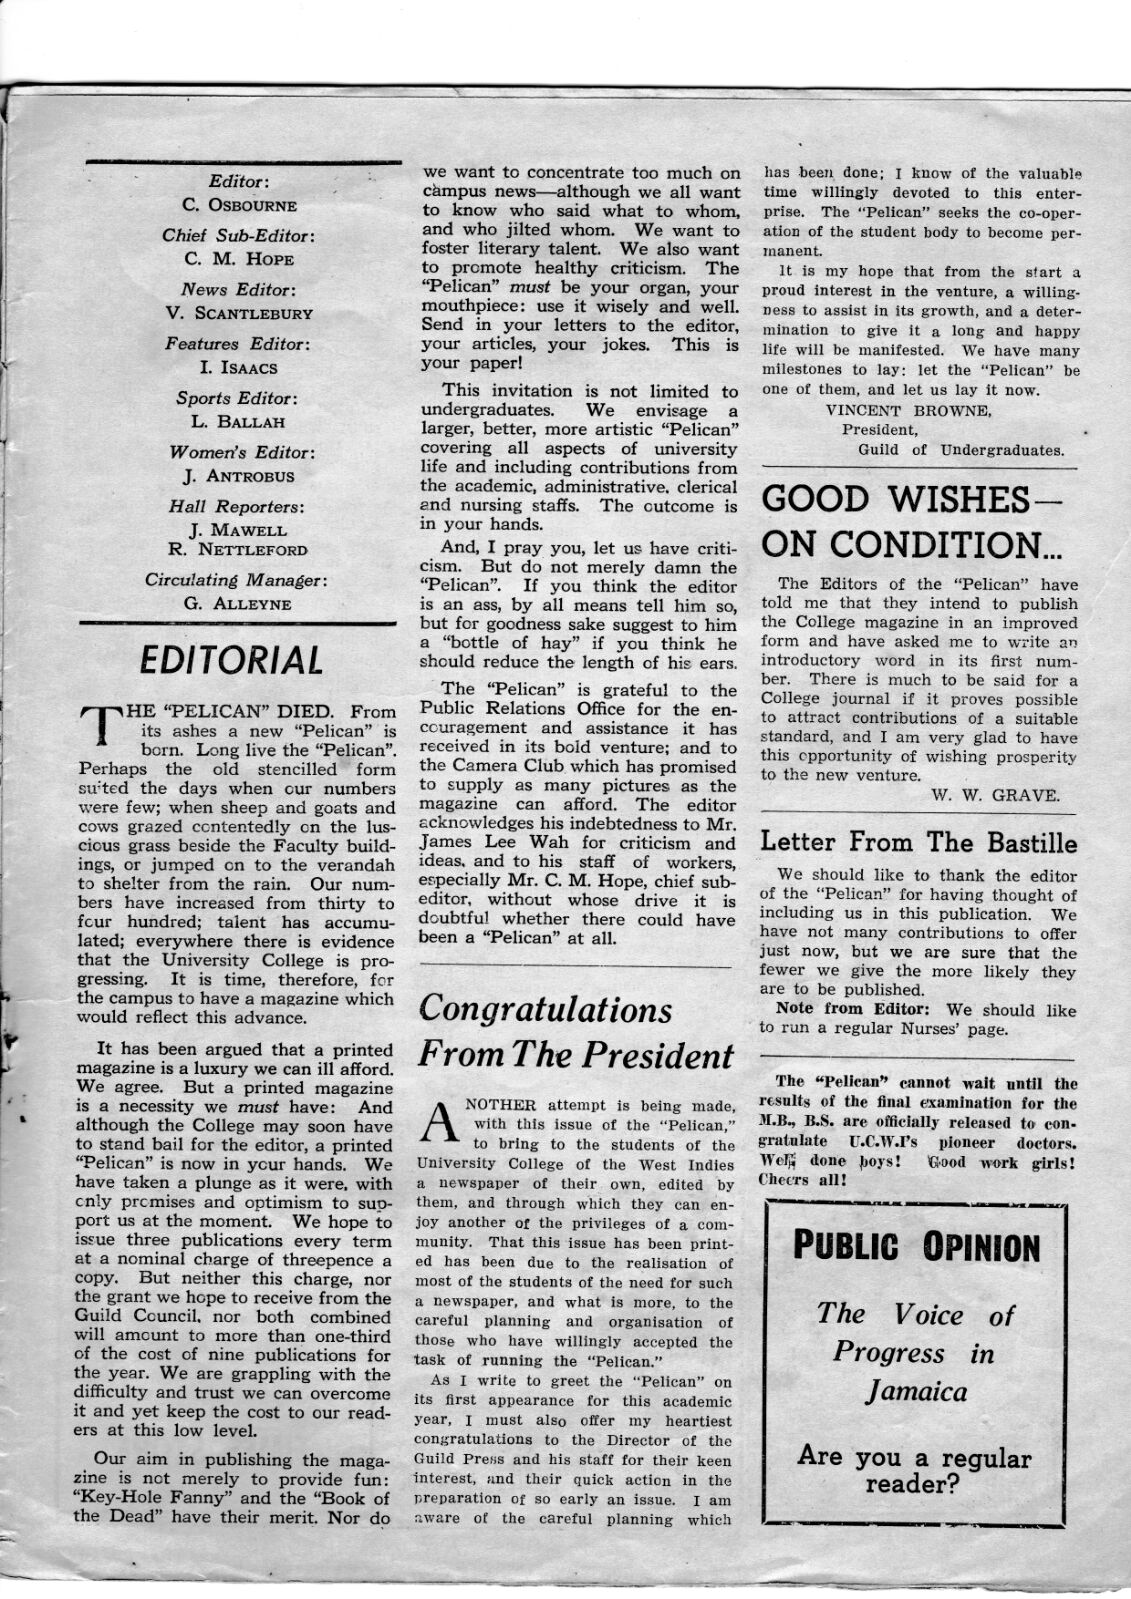 Editor:
C. OSBOURNE
Chief Sub-Editor:
C. M. HOPE
News Editor:
V. SCANTLEBURY
Features Editor:
I. ISAACS
Sports Editor:
L. BALLAH
Women's Editor:
J. ANTROBUS
Hall Reporters:
J. MAWELL
R. NETTLEFORD
Circulating Manager:
G. ALLEYNE
EDITORIAL
THE "PELICAN" DIED. From
its ashes a new "Pelican" is
born. Long live the "Pelican".
Perhaps the old stencilled form
suited the days when our numbers
were few; when sheep and goats and
cows grazed contentedly on the lus-
cious grass beside the Faculty build-
ings, or jumped on to the verandah
to shelter from the rain. Our num-
bers have increased from thirty to
four hundred; talent has accumu-
lated; everywhere there is evidence
that the University College is pro-
gressing. It is time, therefore, for
the campus to have a magazine which
would reflect this advance.
It has been argued that a printed
magazine is a luxury we can ill afford.
We agree. But a printed magazine
is a necessity we must have: And
although the College may soon have
to stand bail for the editor, a printed
"Pelican" is now in your hands. We
have taken a plunge as it were, with
only promises and optimism to sup-
port us at the moment. We hope to
issue three publications every term
at a nominal charge of threepence a
copy. But neither this charge, nor
the grant we hope to receive from the
Guild Council, nor both combined
will amount to more than one-third
of the cost of nine publications for
the year. We are grappling with the
difficulty and trust we can overcome
it and yet keep the cost to our read-
ers at this low level.
Our aim in publishing the maga-
zine is not merely to provide fun:
"Key-Hole Fanny" and the "Book of
the Dead" have their merit. Nor do
we want to concentrate too much on
campus news—although we all want
to know who said what to whom,
and who jilted whom. We want to
foster literary talent. We also want
to promote healthy criticism. The
"Pelican" must be your organ, your
mouthpiece: use it wisely and well.
Send in your letters to the editor,
your articles, your jokes. This is
your paper!
This invitation is not limited to
undergraduates. We envisage a
larger, better, more artistic "Pelican"
covering all aspects of university
life and including contributions from
the academic, administrative, clerical
and nursing staffs. The outcome is
in your hands.
And, I pray you, let us have criti-
cism. But do not merely damn the
"Pelican". If you think the editor
is an ass, by all means tell him so,
but for goodness sake suggest to him
a "bottle of hay" if you think he
should reduce the length of his ears.
The "Pelican" is grateful to the
Public Relations Office for the en-
couragement and assistance it has
received in its bold venture; and to
the Camera Club which has promised
to supply as many pictures as the
magazine can afford. The editor
acknowledges his indebtedness to Mr.
James Lee Wah for criticism and
ideas, and to his staff of workers,
especially Mr. C. M. Hope, chief sub-
editor, without whose drive it is
doubtful whether there could have
been a "Pelican" at all.
Congratulations
From The President
ANOTHER attempt is being made,
with this issue of the "Pelican,"
to bring to the students of the
University College of the West Indies
a newspaper of their own, edited by
them, and through which they can en-
joy another of the privileges of a com-
munity. That this issue has been print-
ed has been due to the realisation of
most of the students of the need for such
a newspaper, and what is more, to the
careful planning and organisation of
those who have willingly accepted the
task of running the "Pelican."
As I write to greet the "Pelican" on
its first appearance for this academic
year, I must also offer my heartiest
congratulations to the Director of the
Guild Press and his staff for their keen
interest, and their quick action in the
preparation of so early an issue. I am
aware of the careful planning which
has been done; I know of the valuable
time willingly devoted to this enter-
prise. The "Pelican" seeks the co-oper-
ation of the student body to become per-
manent.
It is my hope that from the start a
proud interest in the venture, a willing-
ness to assist in its growth, and a deter-
mination to give it a long and happy
life will be manifested. We have many
milestones to lay: let the "Pelican" be
one of them, and let us lay it now.
VINCENT BROWNE,
President,
Guild of Undergraduates.
GOOD WISHES—
ON CONDITION...
The Editors of the "Pelican" have
told me that they intend to publish
the College magazine in an improved
form and have asked me to write an
introductory word in its first num-
ber. There is much to be said for a
College journal if it proves possible
to attract contributions of a suitable
standard, and I am very glad to have
this opportunity of wishing prosperity
to the new venture.
W. W. GRAVE.
Letter From The Bastille
We should like to thank the editor
of the "Pelican" for having thought of
including us in this publication. We
have not many contributions to offer
just now, but we are sure that the
fewer we give the more likely they
are to be published.
Note from Editor: We should like
to run a regular Nurses' page.
The "Pelican" cannot wait until the
results of the final examination for the
M.B., B.S. are officially released to con-
gratulate U.C.W.I's pioneer doctors.
Well done boys! Good work girls!
Cheers all!
PUBLIC OPINION
The Voice of
Progress in
Jamaica
Are you a regular
reader?